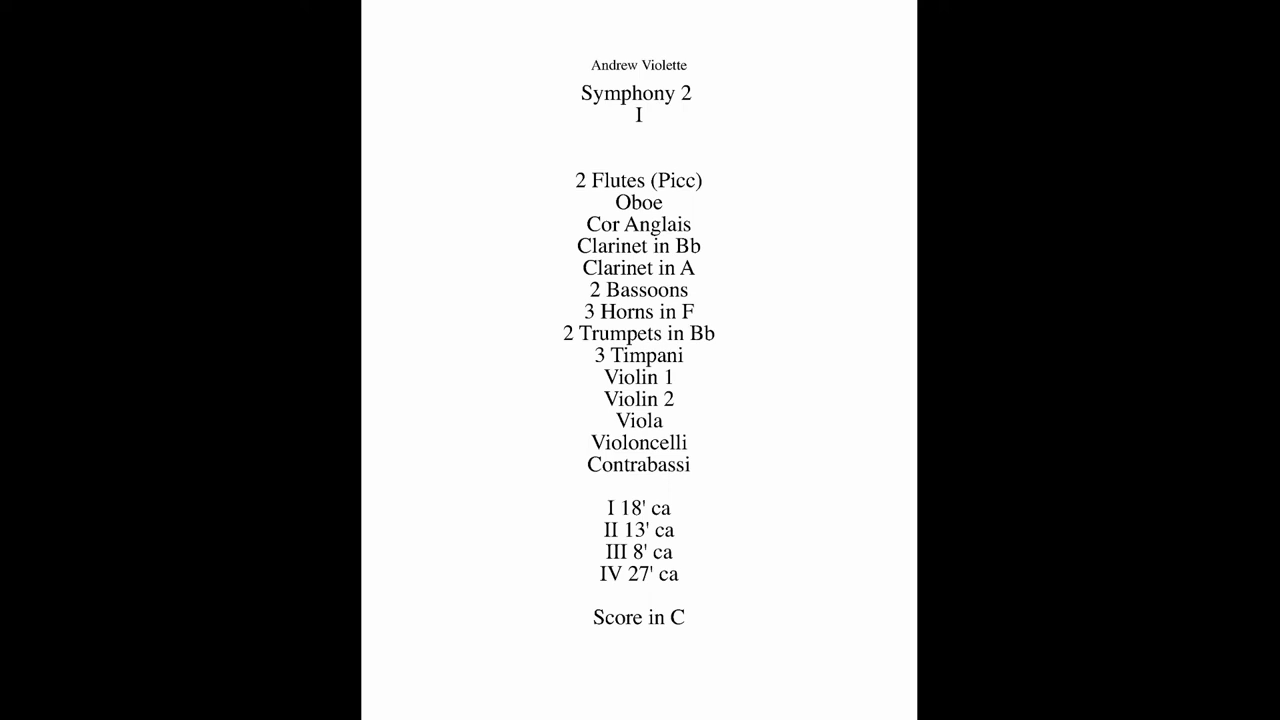 Andrew Violette
Symphony 2
I
2 Flutes (Picc)
Oboe
Cor Anglais
Clarinet in Bb
Clarinet in A
2 Bassoons
3 Horns in F
2 Trumpets in Bb
3 Timpani
Violin 1
Violin 2
Viola
Violoncelli
Contrabassi
I 18' ca
II 13' ca
III 8' ca
IV 27' ca
Score in C